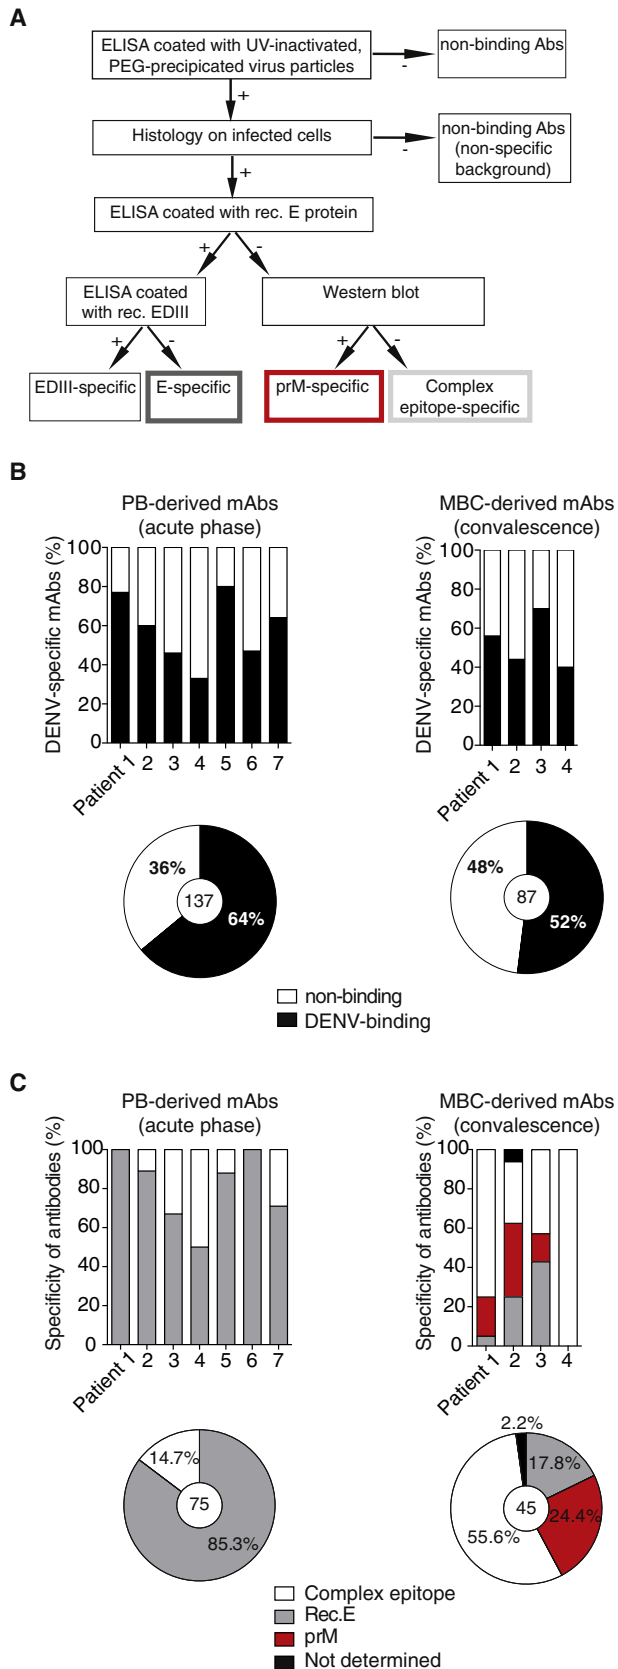 A
ELISA coated with UV-inactivated,
PEG-precipicated virus particles
-
non-binding Abs
+
Histology on infected cells
-
non-binding Abs
(non-specific
background)
+
ELISA coated with rec. E protein
+
-
ELISA coated
with rec. EDIII
Western blot
+
-
+
-
EDIII-specific
E-specific
prM-specific
Complex
epitope-specific
B
PB-derived mAbs
(acute phase)
DENV-specific mAbs (%)
100
80
60
40
20
0
Patient 1 2 3 4 5 6 7
MBC-derived mAbs
(convalescence)
DENV-specific mAbs (%)
100
80
60
40
20
0
Patient 1 2 3 4
36%
137
64%
48%
87
52%
non-binding
DENV-binding
C
PB-derived mAbs
(acute phase)
Specificity of antibodies (%)
100
80
60
40
20
0
Patient 1 2 3 4 5 6 7
MBC-derived mAbs
(convalescence)
Specificity of antibodies (%)
100
80
60
40
20
0
Patient 1 2 3 4
14.7%
75
85.3%
2.2%
17.8%
45
24.4%
55.6%
Complex epitope
Rec.E
prM
Not determined